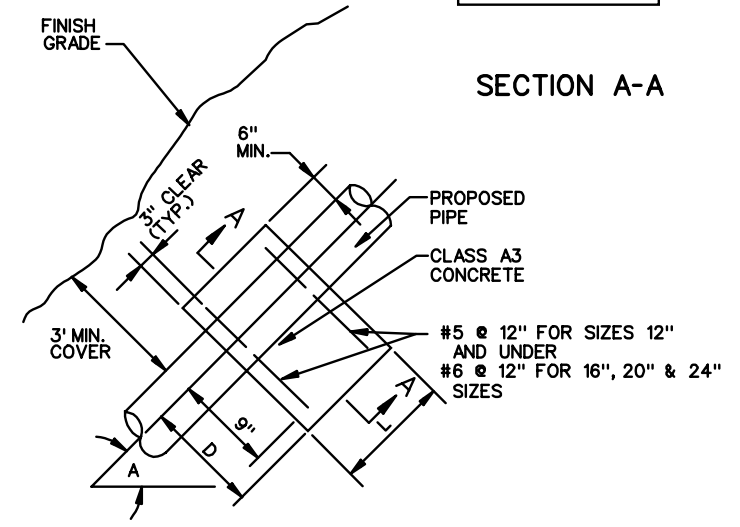 FINISH
GRADE
SECTION A-A
6"
MIN.
3" CLEAR
(TYP.)
A
PROPOSED
PIPE
CLASS A3
CONCRETE
3' MIN.
COVER
#5 @ 12" FOR SIZES 12"
AND UNDER
#6 @ 12" FOR 16", 20" & 24"
SIZES
A
L
9"
D
A